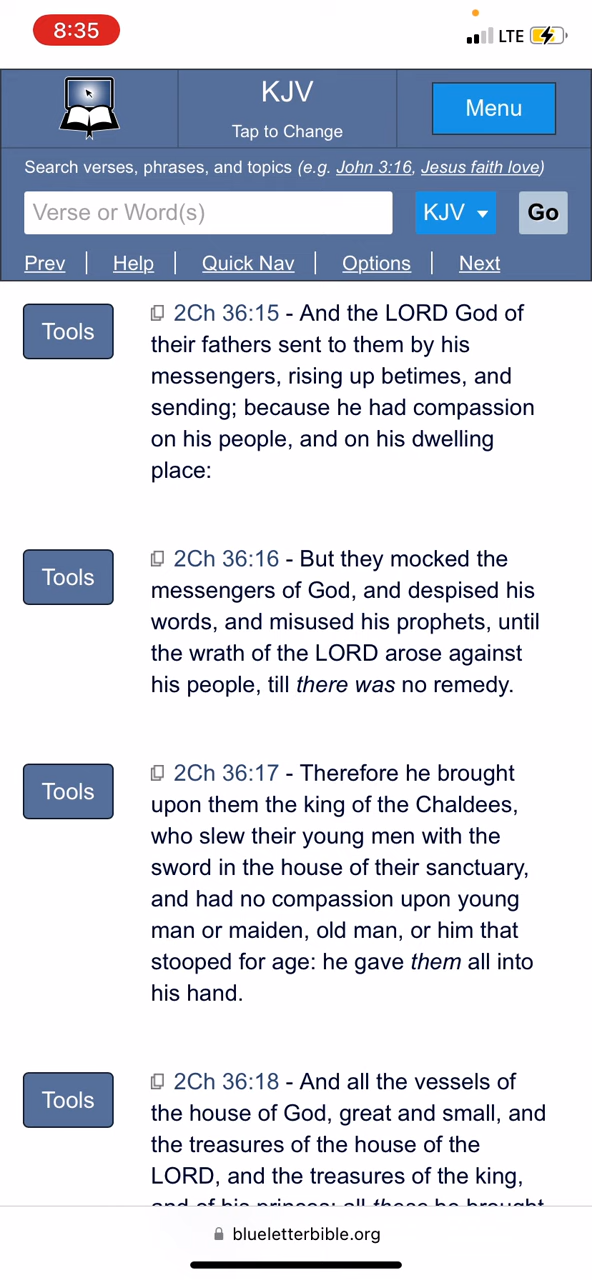 8:35
LTE
KJV
Tap to Change
Menu
Search verses, phrases, and topics (e.g. John 3:16, Jesus faith love)
Verse or Word(s)
KJV
Go
Prev | Help | Quick Nav | Options | Next
Tools
2Ch 36:15 - And the LORD God of
their fathers sent to them by his
messengers, rising up betimes, and
sending; because he had compassion
on his people, and on his dwelling
place:
Tools
2Ch 36:16 - But they mocked the
messengers of God, and despised his
words, and misused his prophets, until
the wrath of the LORD arose against
his people, till there was no remedy.
Tools
2Ch 36:17 - Therefore he brought
upon them the king of the Chaldees,
who slew their young men with the
sword in the house of their sanctuary,
and had no compassion upon young
man or maiden, old man, or him that
stooped for age: he gave them all into
his hand.
Tools
2Ch 36:18 - And all the vessels of
the house of God, great and small, and
the treasures of the house of the
LORD, and the treasures of the king,
and of his princes; all these he brought
blueletterbible.org